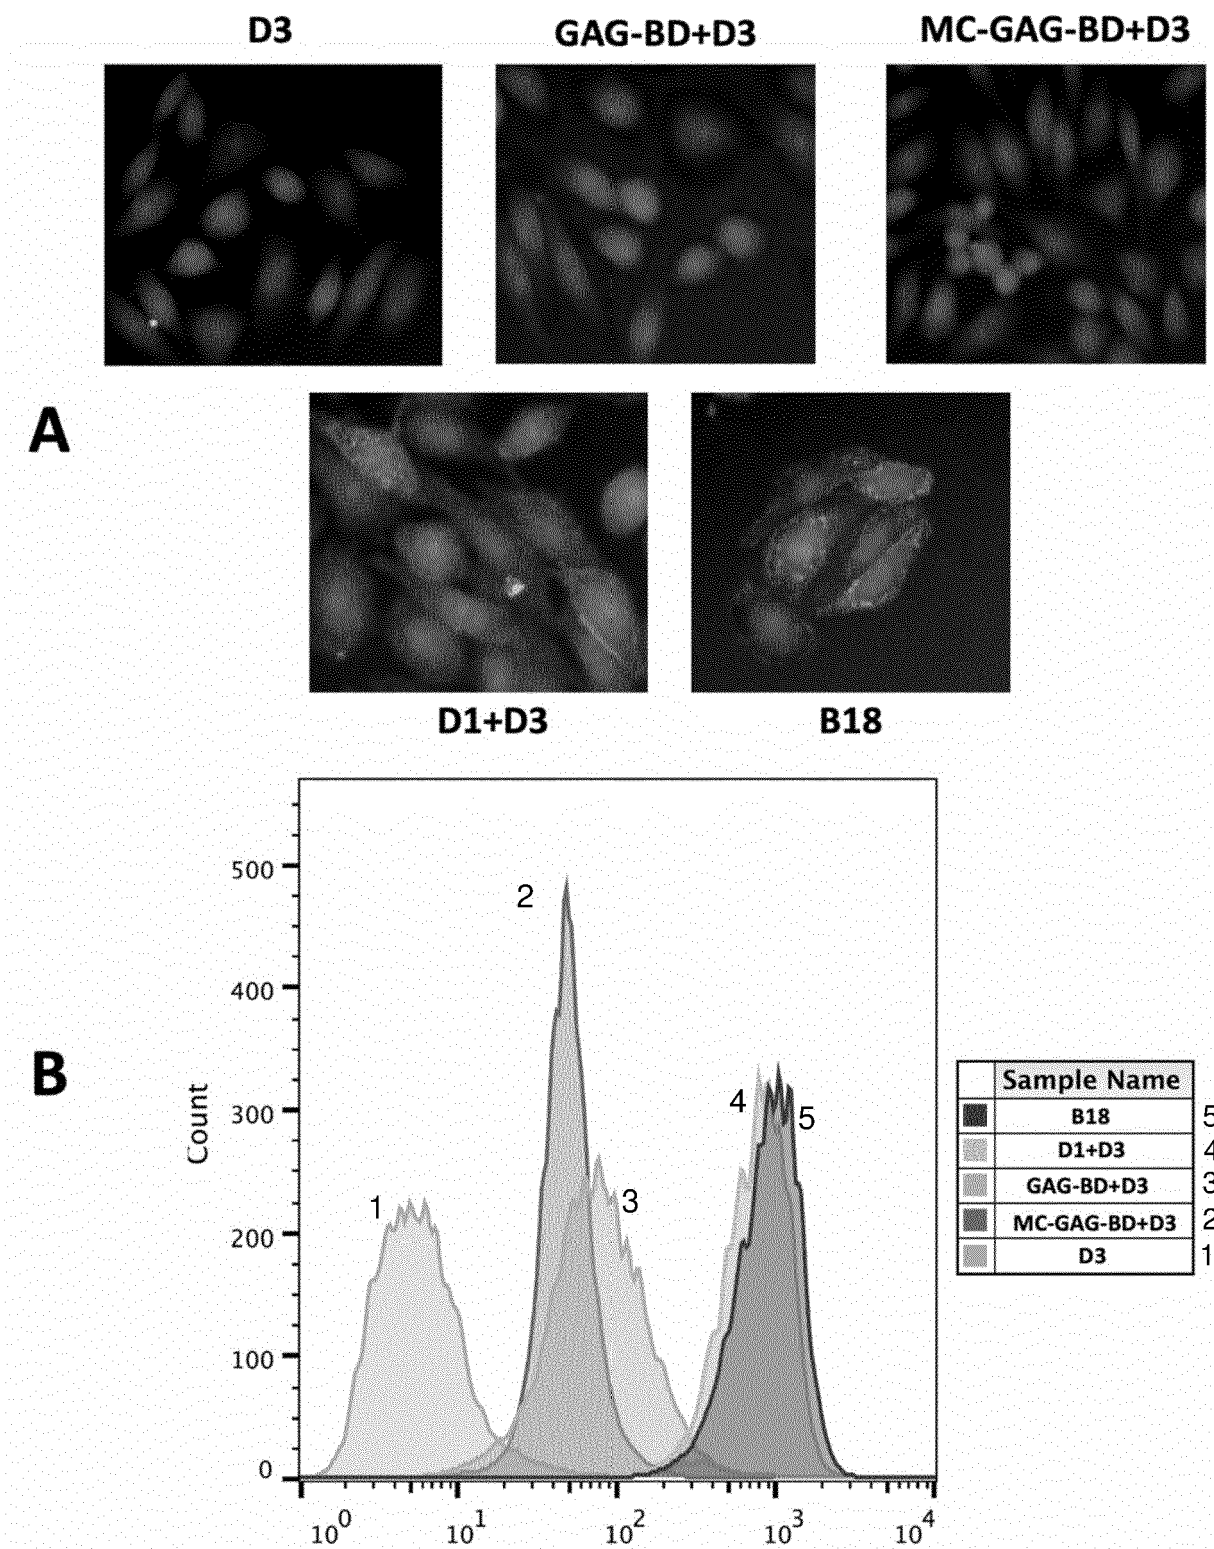 D3 GAG-BD+D3 MC-GAG-BD+D3
A
D1+D3 B18
B
Count
500
400
300
200
100
0
10^0 10^1 10^2 10^3 10^4
1
2
3
4
5
Sample Name
B18 5
D1+D3 4
GAG-BD+D3 3
MC-GAG-BD+D3 2
D3 1